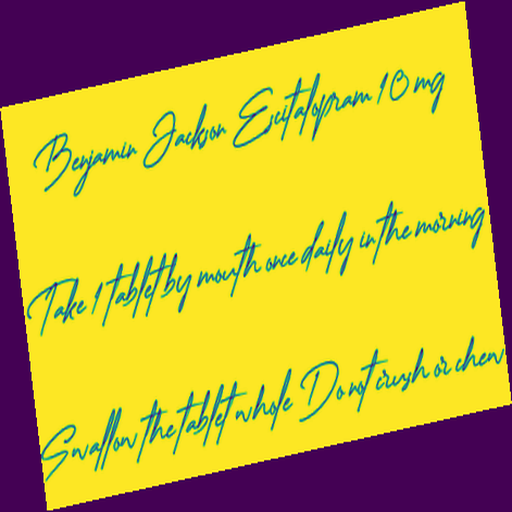 Benjamin Jackson Escitalopram 10 mg
Take 1 tablet by mouth once daily in the morning
Swallow the tablet whole Do not crush or chew